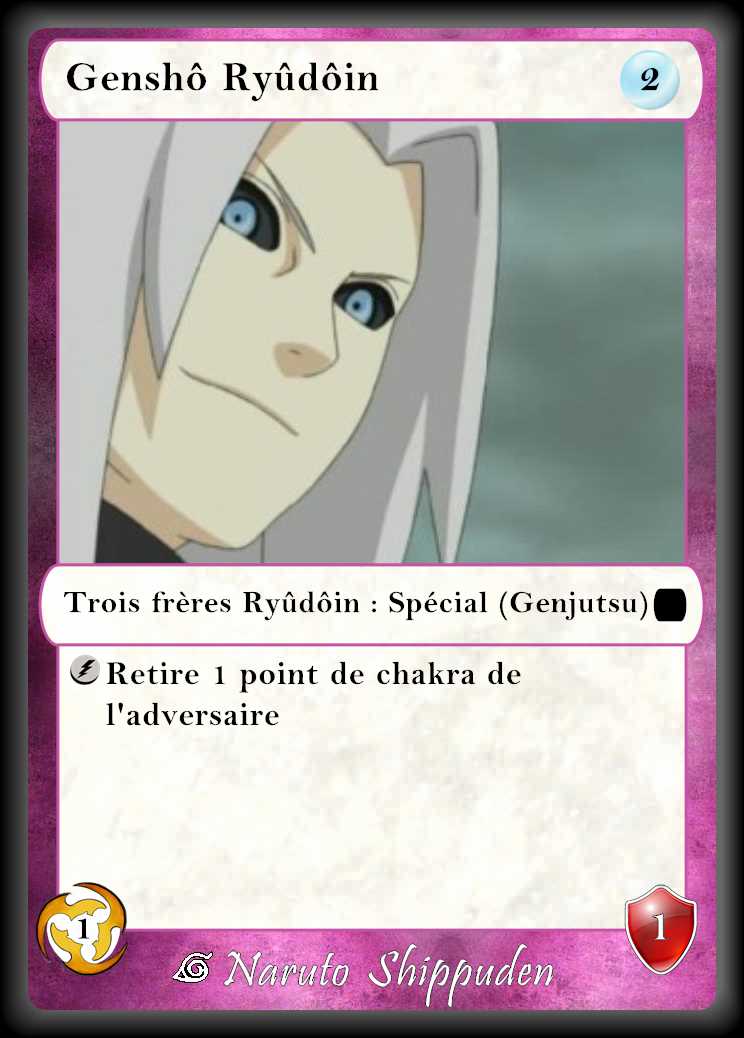 Genshô Ryûdôin
2
Trois frères Ryûdôin : Spécial (Genjutsu)
Retire 1 point de chakra de
l'adversaire
1
1
Naruto Shippuden